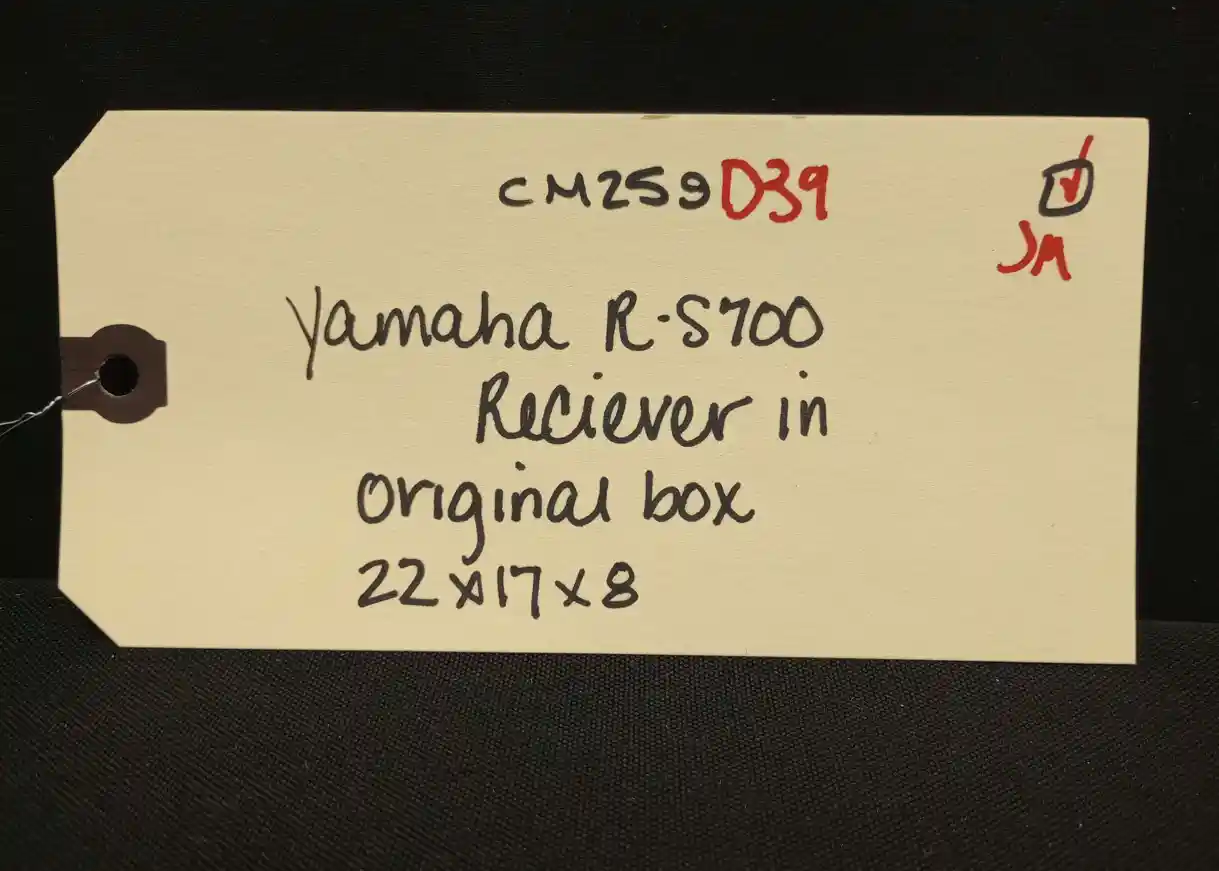 CM259D39
JM
Yamaha R-S700
Reciever in
original box
22x17x8